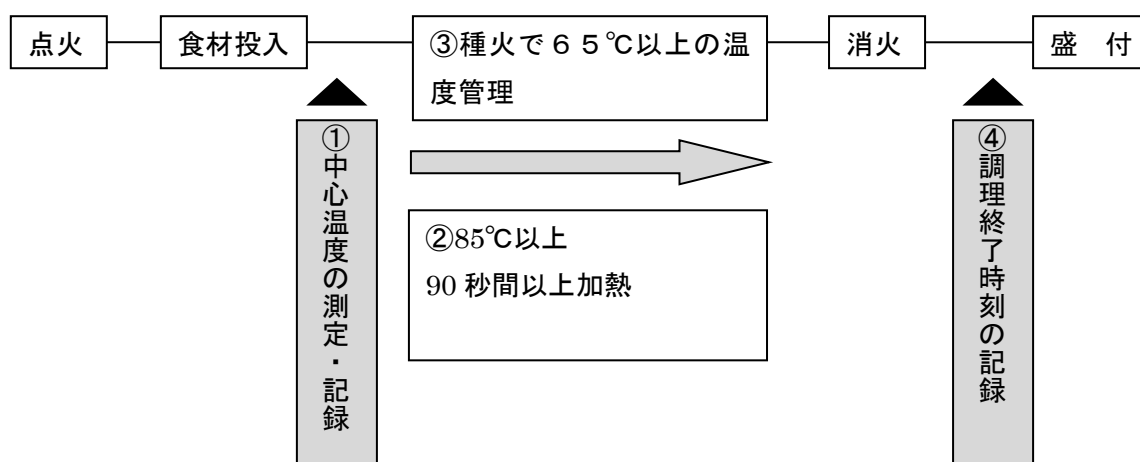 点火
食材投入
③種火で６５℃以上の温
度管理
消火
盛　付
①中心温度の測定・記録
②85℃以上
90 秒間以上加熱
④調理終了時刻の記録